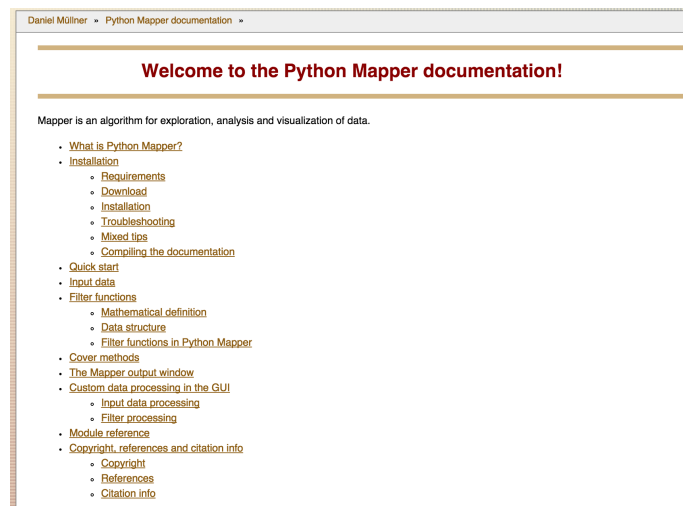 Daniel Müllner » Python Mapper documentation »
Welcome to the Python Mapper documentation!
Mapper is an algorithm for exploration, analysis and visualization of data.
What is Python Mapper?
Installation
Requirements
Download
Installation
Troubleshooting
Mixed tips
Compiling the documentation
Quick start
Input data
Filter functions
Mathematical definition
Data structure
Filter functions in Python Mapper
Cover methods
The Mapper output window
Custom data processing in the GUI
Input data processing
Filter processing
Module reference
Copyright, references and citation info
Copyright
References
Citation info